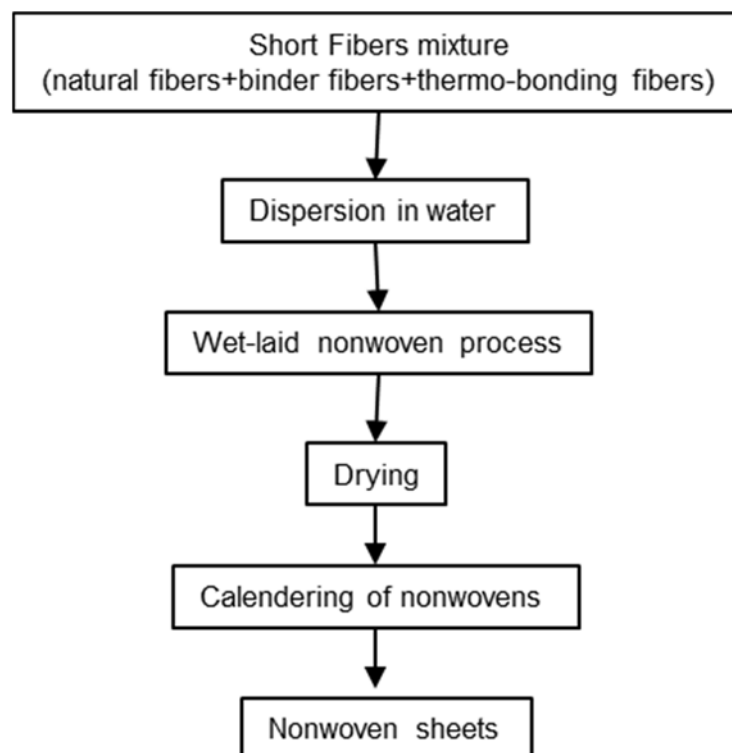 Short Fibers mixture
(natural fibers+binder fibers+thermo-bonding fibers)
Dispersion in water
Wet-laid nonwoven process
Drying
Calendering of nonwovens
Nonwoven sheets